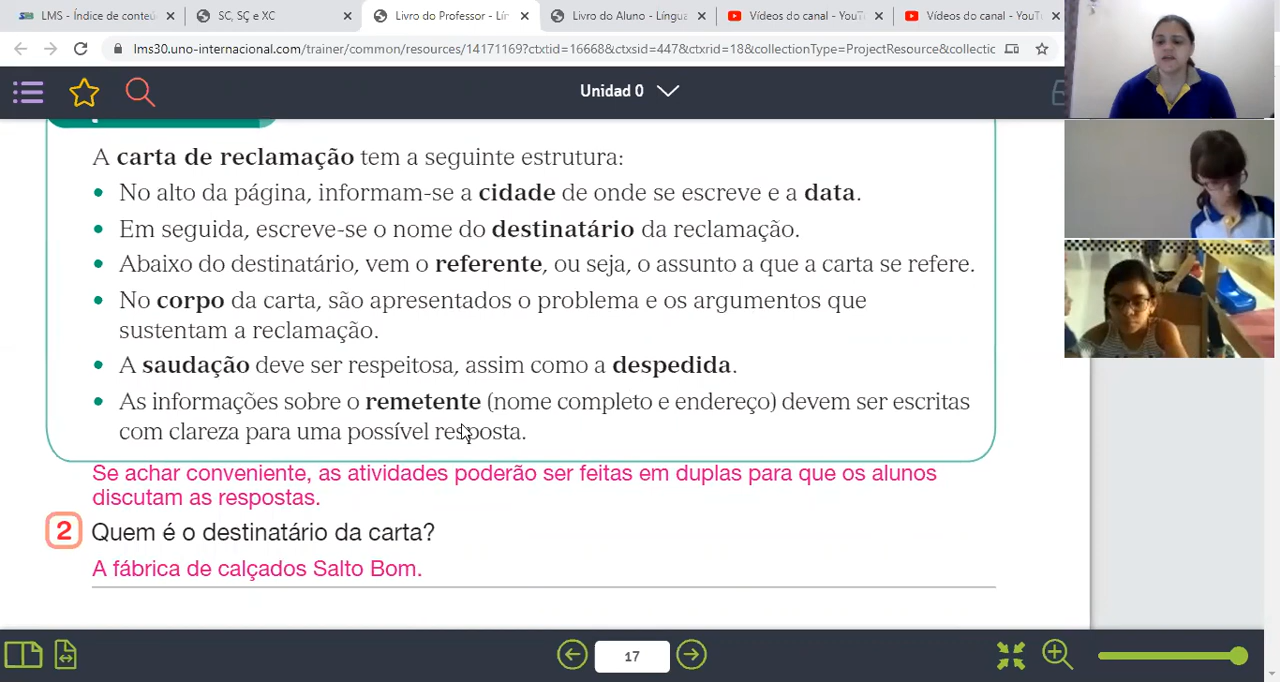 LMS - Índice de conteú
SC, SÇ e XC
Livro do Professor - Lín
Livro do Aluno - Língua
Vídeos do canal - YouTu
Vídeos do canal - YouTu
lms30.uno-internacional.com/trainer/common/resources/14171169?ctxtid=16668&ctxsid=447&ctxrid=18&collectionType=ProjectResource&collectic
Unidad 0
A carta de reclamação tem a seguinte estrutura:
• No alto da página, informam-se a cidade de onde se escreve e a data.
• Em seguida, escreve-se o nome do destinatário da reclamação.
• Abaixo do destinatário, vem o referente, ou seja, o assunto a que a carta se refere.
• No corpo da carta, são apresentados o problema e os argumentos que
sustentam a reclamação.
• A saudação deve ser respeitosa, assim como a despedida.
• As informações sobre o remetente (nome completo e endereço) devem ser escritas
com clareza para uma possível resposta.
Se achar conveniente, as atividades poderão ser feitas em duplas para que os alunos
discutam as respostas.
2 Quem é o destinatário da carta?
A fábrica de calçados Salto Bom.
17